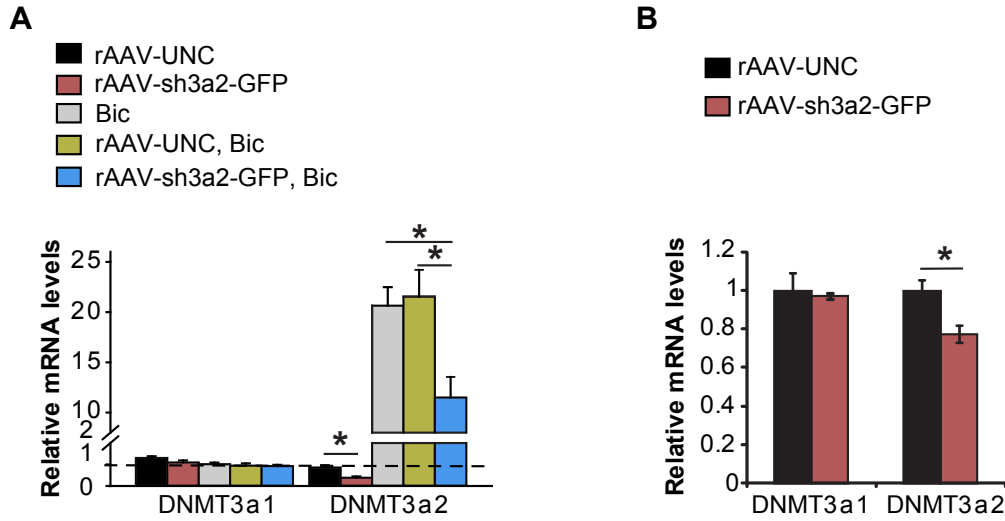 A
rAAV-UNC
rAAV-sh3a2-GFP
Bic
rAAV-UNC, Bic
rAAV-sh3a2-GFP, Bic
Relative mRNA levels
25
20
15
10
2
1
0
*
*
*
DNMT3a1
DNMT3a2
B
rAAV-UNC
rAAV-sh3a2-GFP
Relative mRNA levels
1.2
1
0.8
0.6
0.4
0.2
0
*
DNMT3a1
DNMT3a2